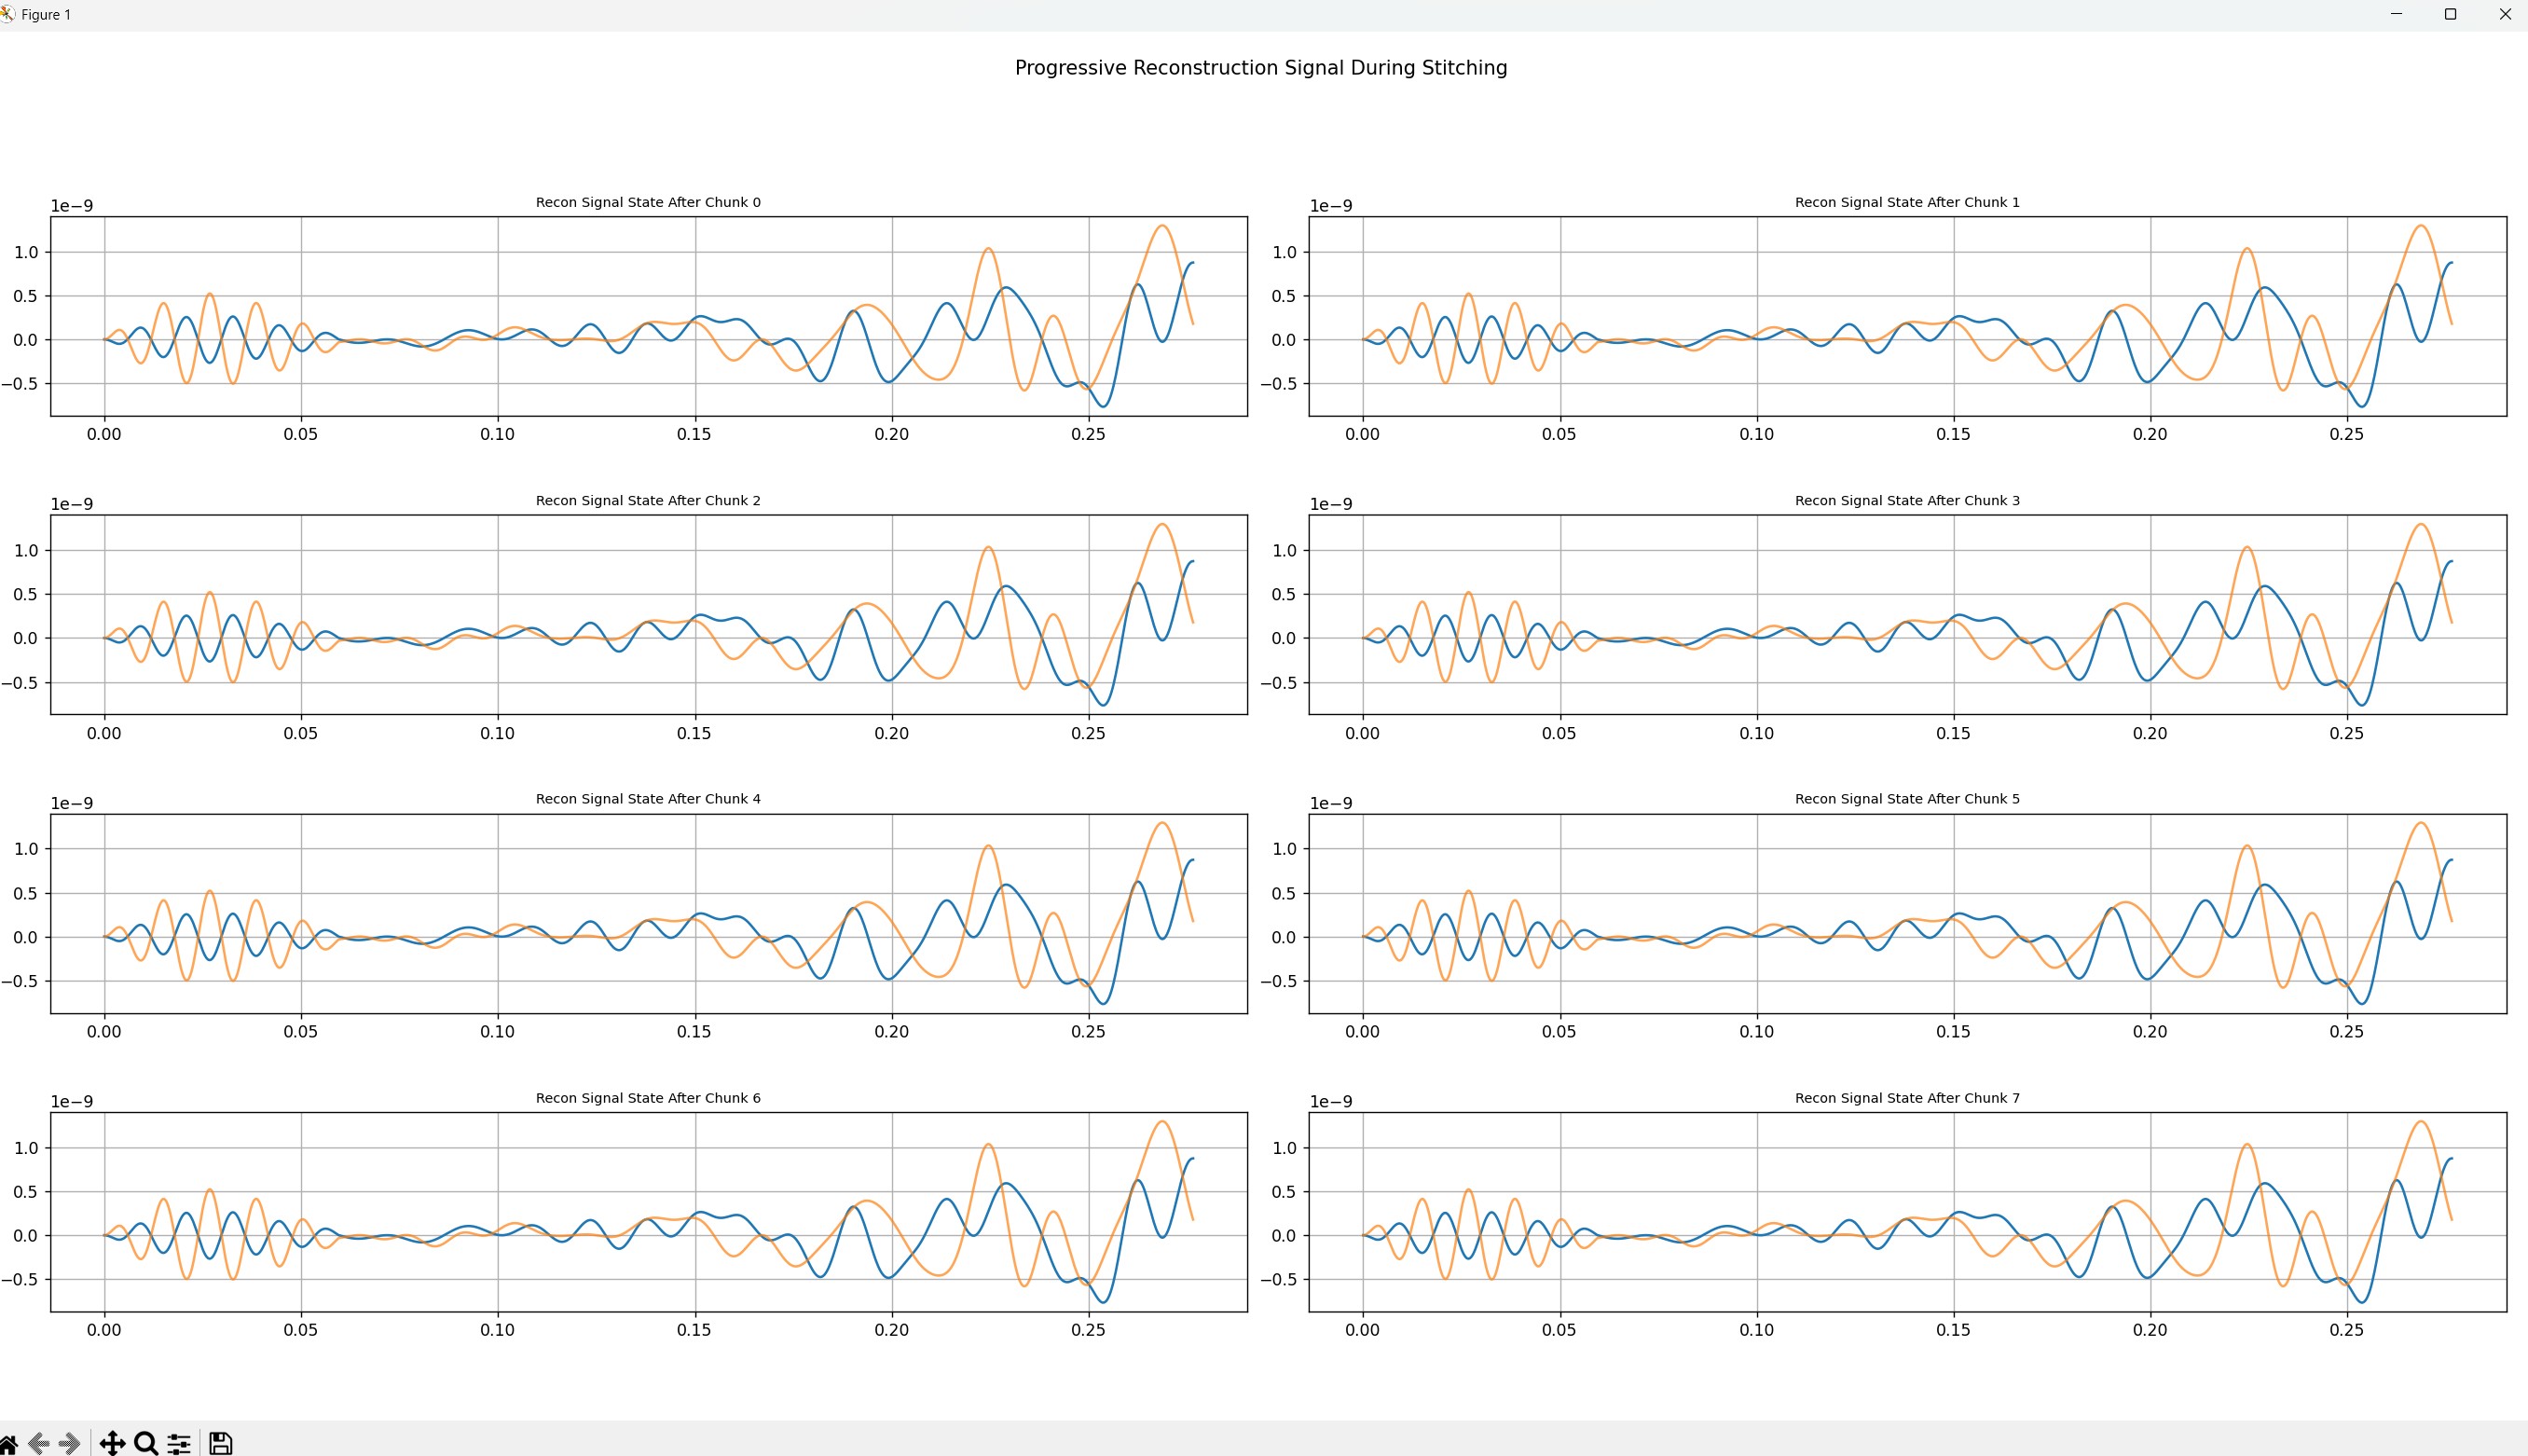 Figure 1
Progressive Reconstruction Signal During Stitching
Recon Signal State After Chunk 0
1e−9
1.0
0.5
0.0
−0.5
0.00 0.05 0.10 0.15 0.20 0.25
Recon Signal State After Chunk 1
1e−9
1.0
0.5
0.0
−0.5
0.00 0.05 0.10 0.15 0.20 0.25
Recon Signal State After Chunk 2
1e−9
1.0
0.5
0.0
−0.5
0.00 0.05 0.10 0.15 0.20 0.25
Recon Signal State After Chunk 3
1e−9
1.0
0.5
0.0
−0.5
0.00 0.05 0.10 0.15 0.20 0.25
Recon Signal State After Chunk 4
1e−9
1.0
0.5
0.0
−0.5
0.00 0.05 0.10 0.15 0.20 0.25
Recon Signal State After Chunk 5
1e−9
1.0
0.5
0.0
−0.5
0.00 0.05 0.10 0.15 0.20 0.25
Recon Signal State After Chunk 6
1e−9
1.0
0.5
0.0
−0.5
0.00 0.05 0.10 0.15 0.20 0.25
Recon Signal State After Chunk 7
1e−9
1.0
0.5
0.0
−0.5
0.00 0.05 0.10 0.15 0.20 0.25